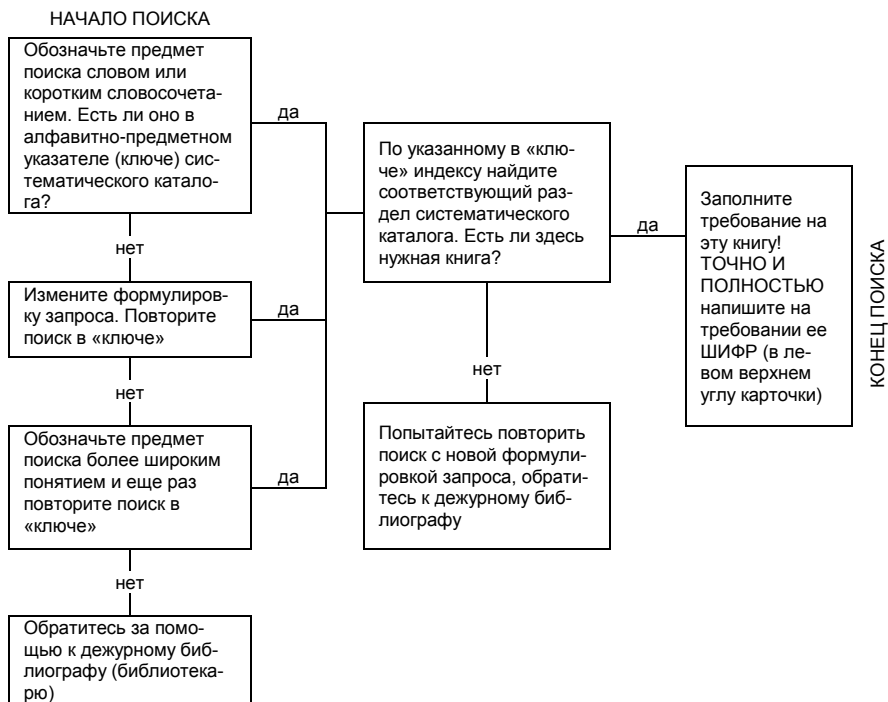 НАЧАЛО ПОИСКА
Обозначьте предмет
поиска словом или
коротким словосочета-
нием. Есть ли оно в
алфавитно-предметном
указателе (ключе) сис-
тематического катало-
га?
да
нет
Измените формулиров-
ку запроса. Повторите
поиск в «ключе»
да
нет
Обозначьте предмет
поиска более широким
понятием и еще раз
повторите поиск в
«ключе»
да
нет
Обратитесь за помо-
щью к дежурному биб-
лиографу (библиотека-
рю)
По указанному в «клю-
че» индексу найдите
соответствующий раз-
дел систематического
каталога. Есть ли здесь
нужная книга?
да
нет
Попытайтесь повторить
поиск с новой формули-
ровкой запроса, обрати-
тесь к дежурному биб-
лиографу
Заполните
требование на
эту книгу!
ТОЧНО И
ПОЛНОСТЬЮ
напишите на
требовании ее
ШИФР (в ле-
вом верхнем
углу карточки)
КОНЕЦ ПОИСКА